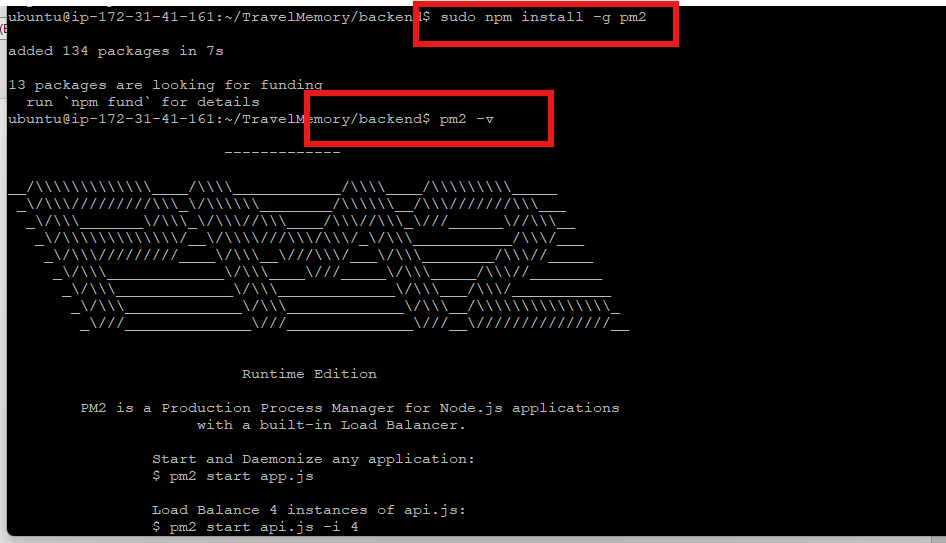 ubuntu@ip-172-31-41-161:~/TravelMemory/backend$ sudo npm install -g pm2
added 134 packages in 7s
13 packages are looking for funding
  run `npm fund` for details
ubuntu@ip-172-31-41-161:~/TravelMemory/backend$ pm2 -v
-------------
__/\\\\\\\\\\\\\____/\\\\____________/\\\\____/\\\\\\\\\_____
_\/\\\/////////\\\_\/\\\\\\________/\\\\\\__/\\\///////\\\___
_\/\\\_______\/\\\_\/\\\//\\\____/\\\//\\\_\///______\//\\\__
_\/\\\\\\\\\\\\\/__\/\\\\///\\\/\\\/_\/\\\___________/\\\/___
_\/\\\/////////____\/\\\__\///\\\/___\/\\\________/\\\//_____
_\/\\\_____________\/\\\____\///_____\/\\\_____/\\\//________
_\/\\\_____________\/\\\_____________\/\\\___/\\\/___________
_\/\\\_____________\/\\\_____________\/\\\__/\\\\\\\\\\\\\\\_
_\///______________\///______________\///__\///////////////__
Runtime Edition
PM2 is a Production Process Manager for Node.js applications
with a built-in Load Balancer.
Start and Daemonize any application:
$ pm2 start app.js
Load Balance 4 instances of api.js:
$ pm2 start api.js -i 4